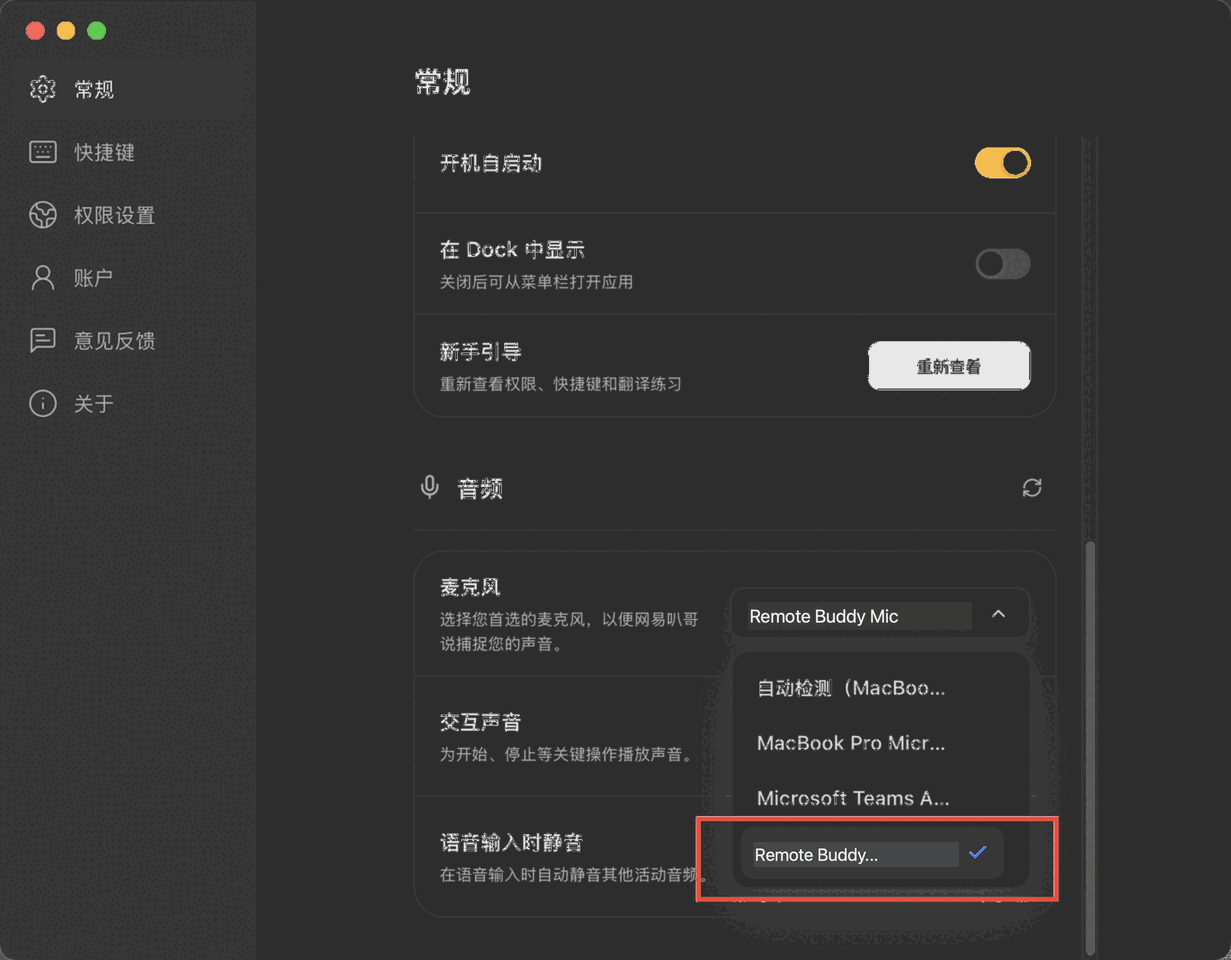 常规
快捷键
权限设置
账户
意见反馈
关于
常规
开机自启动
在 Dock 中显示
关闭后可从菜单栏打开应用
新手引导
重新查看权限、快捷键和翻译练习
重新查看
音频
麦克风
选择您首选的麦克风，以便网易叭哥
说捕捉您的声音。
Remote Buddy Mic
自动检测（MacBoo...
MacBook Pro Micr...
Microsoft Teams A...
Remote Buddy...
交互声音
为开始、停止等关键操作播放声音。
语音输入时静音
在语音输入时自动静音其他活动音频。